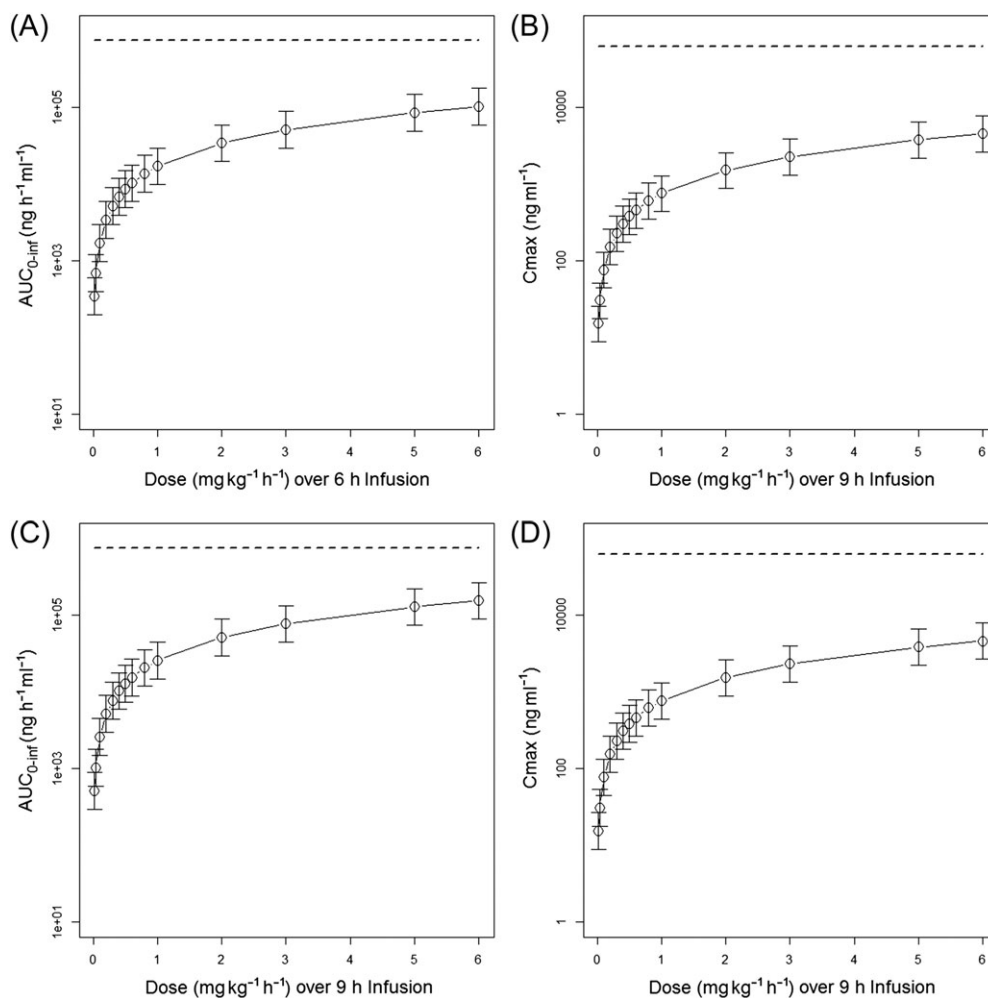 (A)
AUC0-inf (ng h⁻¹ ml⁻¹)
1e+05
1e+03
1e+01
0 1 2 3 4 5 6
Dose (mg kg⁻¹ h⁻¹) over 6 h Infusion
(B)
Cmax (ng ml⁻¹)
10000
100
1
0 1 2 3 4 5 6
Dose (mg kg⁻¹ h⁻¹) over 9 h Infusion
(C)
AUC0-inf (ng h⁻¹ ml⁻¹)
1e+05
1e+03
1e+01
0 1 2 3 4 5 6
Dose (mg kg⁻¹ h⁻¹) over 9 h Infusion
(D)
Cmax (ng ml⁻¹)
10000
100
1
0 1 2 3 4 5 6
Dose (mg kg⁻¹ h⁻¹) over 9 h Infusion